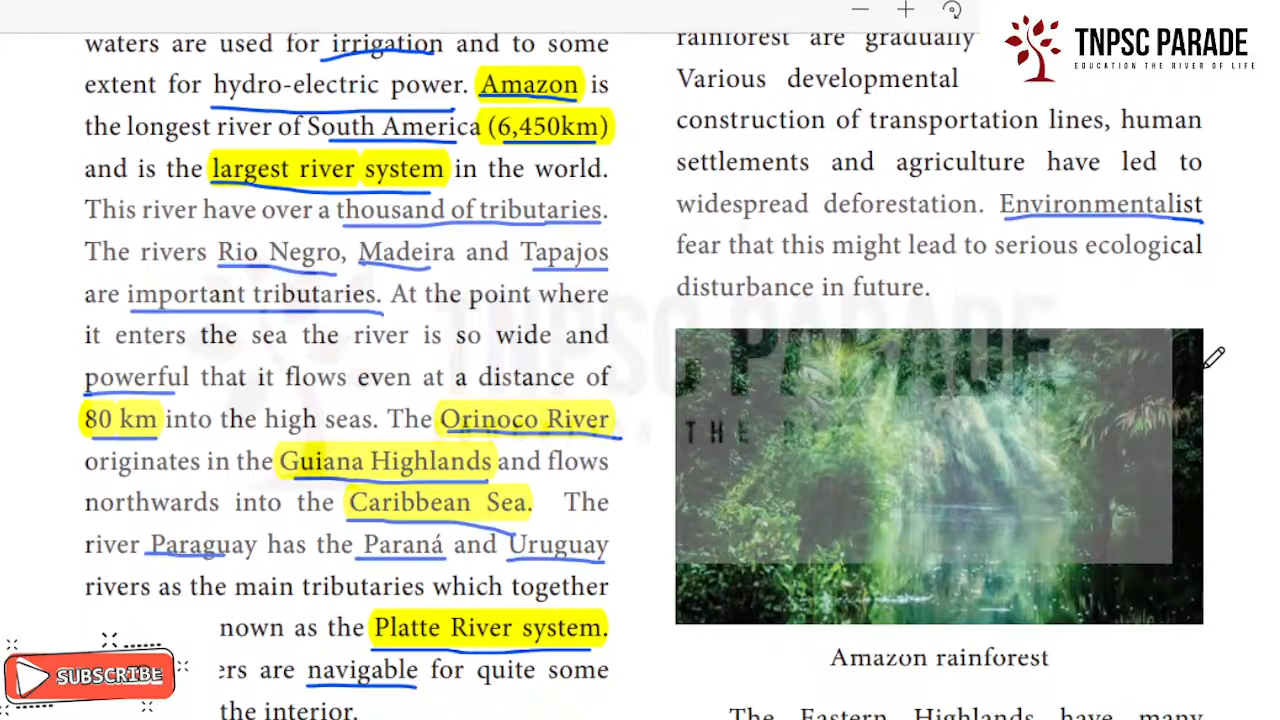 waters are used for irrigation and to some
extent for hydro-electric power. Amazon is
the longest river of South America (6,450km)
and is the largest river system in the world.
This river have over a thousand of tributaries.
The rivers Rio Negro, Madeira and Tapajos
are important tributaries. At the point where
it enters the sea the river is so wide and
powerful that it flows even at a distance of
80 km into the high seas. The Orinoco River
originates in the Guiana Highlands and flows
northwards into the Caribbean Sea. The
river Paraguay has the Paraná and Uruguay
rivers as the main tributaries which together
nown as the Platte River system.
ers are navigable for quite some
the interior.
SUBSCRIBE
TNPSC PARADE
EDUCATION THE RIVER OF LIFE
rainforest are gradually
Various developmental
construction of transportation lines, human
settlements and agriculture have led to
widespread deforestation. Environmentalist
fear that this might lead to serious ecological
disturbance in future.
TNPSC PARADE
Amazon rainforest
The Eastern Highlands have many